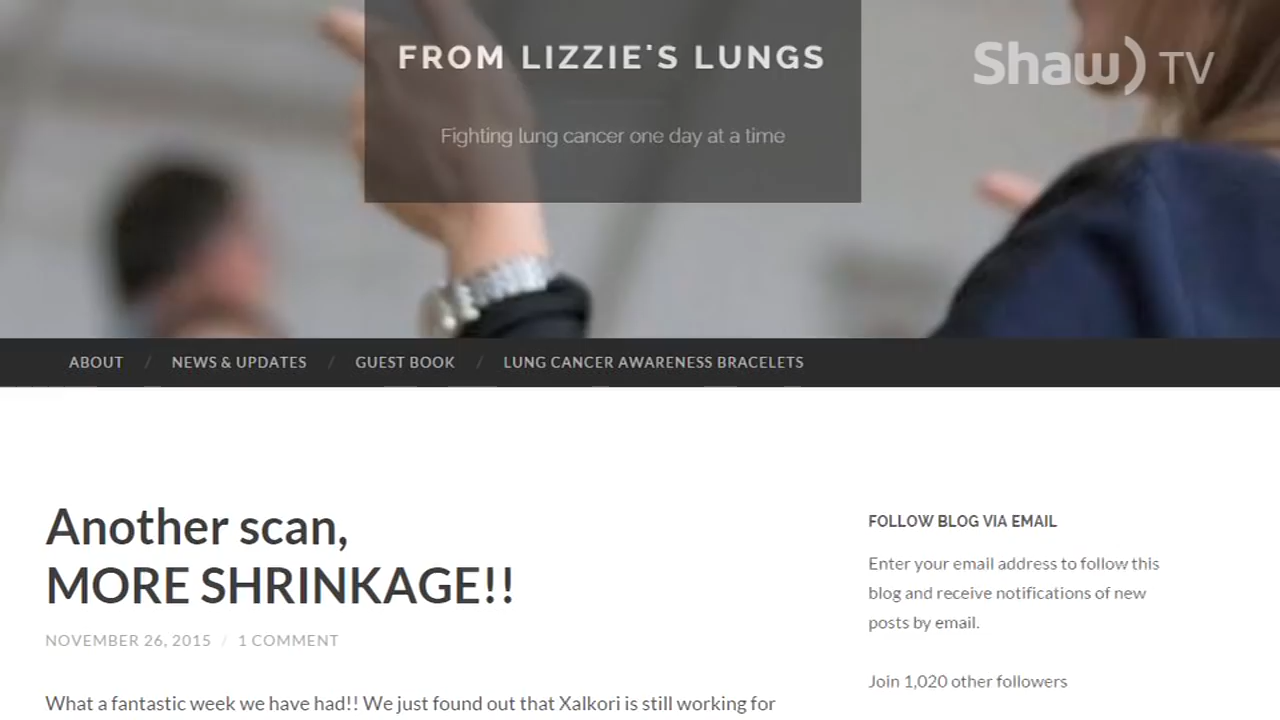 FROM LIZZIE'S LUNGS
Shaw) TV
Fighting lung cancer one day at a time
ABOUT / NEWS & UPDATES / GUEST BOOK / LUNG CANCER AWARENESS BRACELETS
Another scan,
MORE SHRINKAGE!!
NOVEMBER 26, 2015 / 1 COMMENT
What a fantastic week we have had!! We just found out that Xalkori is still working for
FOLLOW BLOG VIA EMAIL
Enter your email address to follow this
blog and receive notifications of new
posts by email.
Join 1,020 other followers